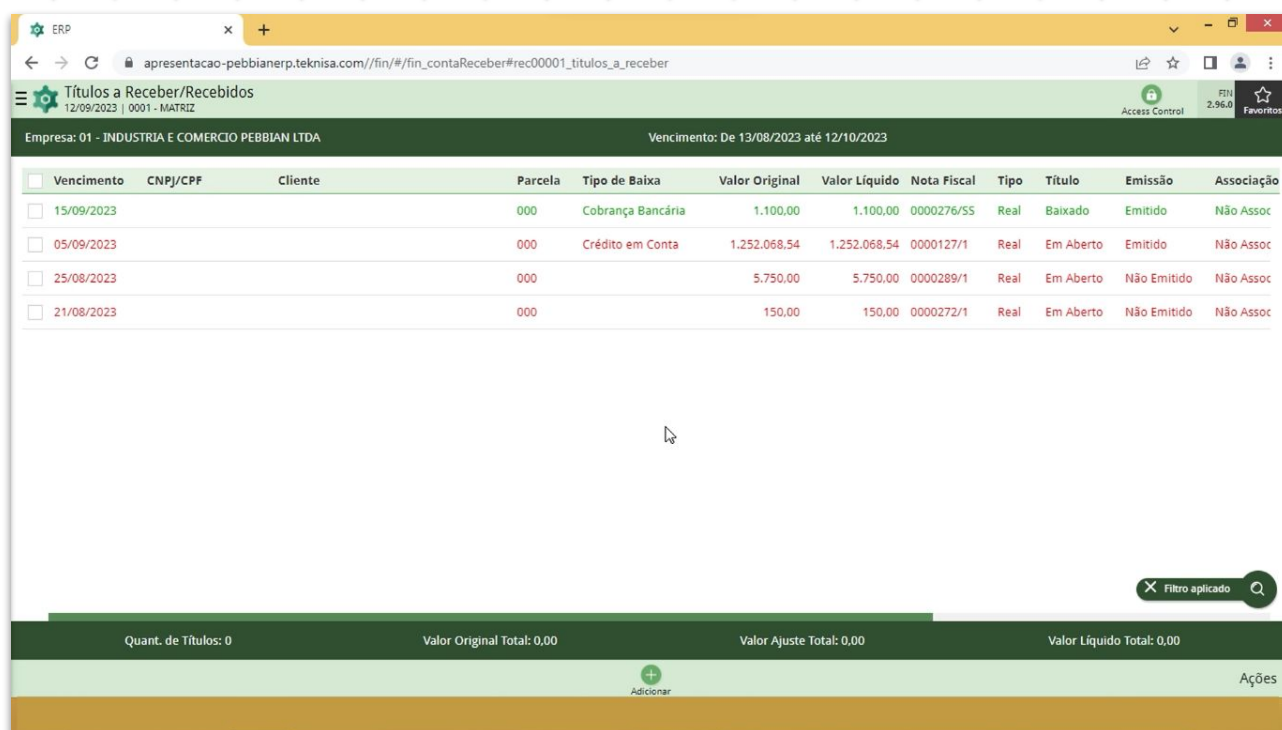 ERP
apresentacao-pebbianerp.teknisa.com//fin/#/fin_contaReceber#rec00001_titulos_a_receber
Títulos a Receber/Recebidos
12/09/2023 | 0001 - MATRIZ
Access Control
FIN
2.96.0
Favoritos
Empresa: 01 - INDUSTRIA E COMERCIO PEBBIAN LTDA Vencimento: De 13/08/2023 até 12/10/2023
Vencimento CNPJ/CPF Cliente Parcela Tipo de Baixa Valor Original Valor Líquido Nota Fiscal Tipo Título Emissão Associação
15/09/2023 000 Cobrança Bancária 1.100,00 1.100,00 0000276/SS Real Baixado Emitido Não Assoc
05/09/2023 000 Crédito em Conta 1.252.068,54 1.252.068,54 0000127/1 Real Em Aberto Emitido Não Assoc
25/08/2023 000 5.750,00 5.750,00 0000289/1 Real Em Aberto Não Emitido Não Assoc
21/08/2023 000 150,00 150,00 0000272/1 Real Em Aberto Não Emitido Não Assoc
Filtro aplicado
Quant. de Títulos: 0 Valor Original Total: 0,00 Valor Ajuste Total: 0,00 Valor Líquido Total: 0,00
Adicionar
Ações